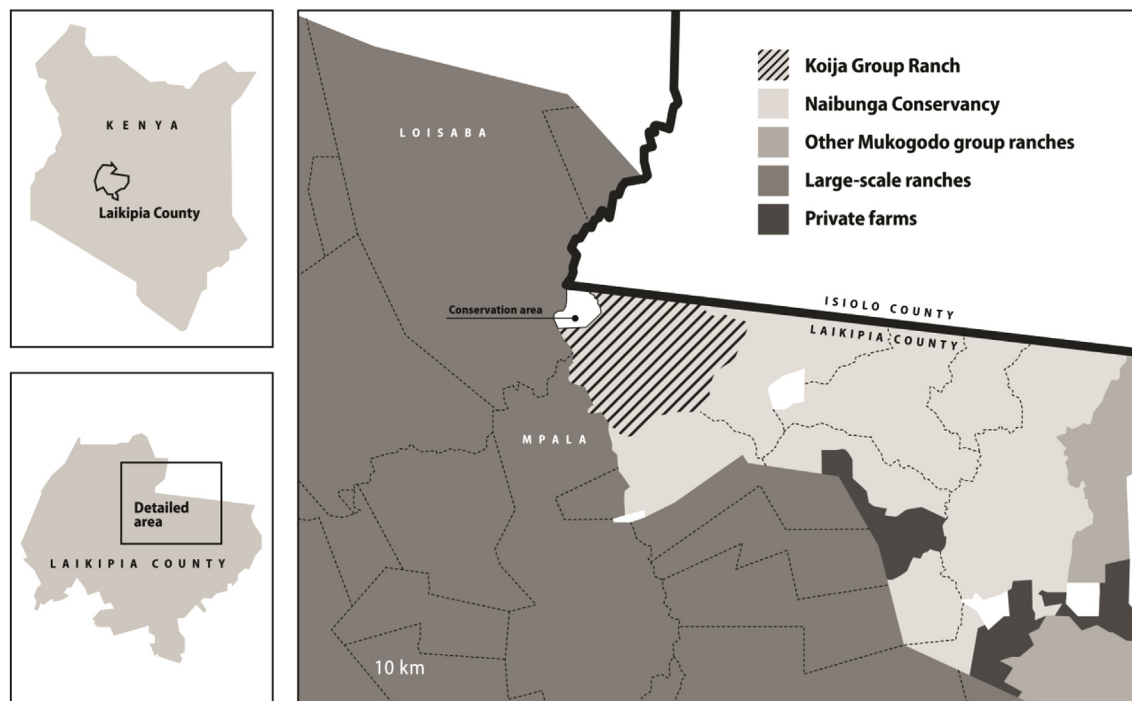 KENYA
Laikipia County
Detailed
area
LAIKIPIA COUNTY
LOISABA
Koija Group Ranch
Naibunga Conservancy
Other Mukogodo group ranches
Large-scale ranches
Private farms
Conservation area
ISIOLO COUNTY
LAIKIPIA COUNTY
MPALA
10 km